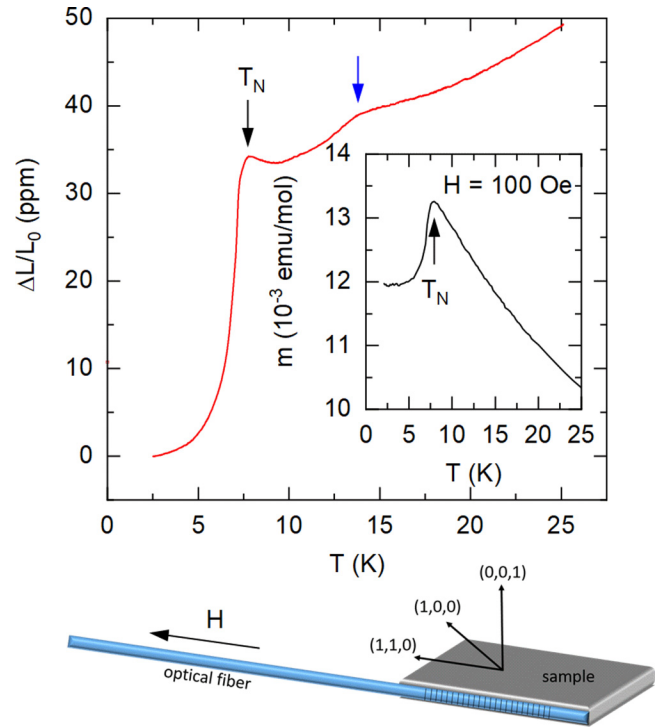 50
40
30
20
10
0
ΔL/L₀ (ppm)
T_N
0 5 10 15 20 25
T (K)
14
13
12
11
10
m (10⁻³ emu/mol)
H = 100 Oe
T_N
0 5 10 15 20 25
T (K)
(0,0,1)
(1,0,0)
(1,1,0)
H
optical fiber
sample